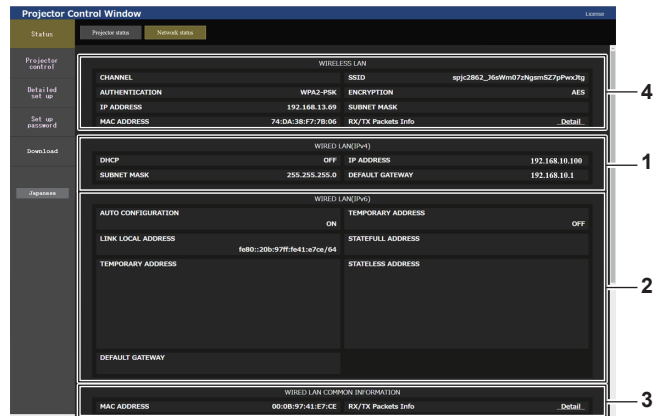 Projector Control Window
License
Status
Projector status
Network status
Projector control
Detailed set up
Set up password
Download
Japanese
WIRELESS LAN
CHANNEL
SSID spjc2862_J6sWm07zNgsmSZ7pPwxJtg
AUTHENTICATION WPA2-PSK
ENCRYPTION AES
IP ADDRESS 192.168.13.69
SUBNET MASK
MAC ADDRESS 74:DA:38:F7:7B:06
RX/TX Packets Info Detail
4
WIRED LAN(IPv4)
DHCP OFF
IP ADDRESS 192.168.10.100
SUBNET MASK 255.255.255.0
DEFAULT GATEWAY 192.168.10.1
1
WIRED LAN(IPv6)
AUTO CONFIGURATION
ON
TEMPORARY ADDRESS
OFF
LINK LOCAL ADDRESS
fe80::20b:97ff:fe41:e7ce/64
STATEFULL ADDRESS
TEMPORARY ADDRESS
STATELESS ADDRESS
DEFAULT GATEWAY
2
WIRED LAN COMMON INFORMATION
MAC ADDRESS 00:0B:97:41:E7:CE
RX/TX Packets Info Detail
3